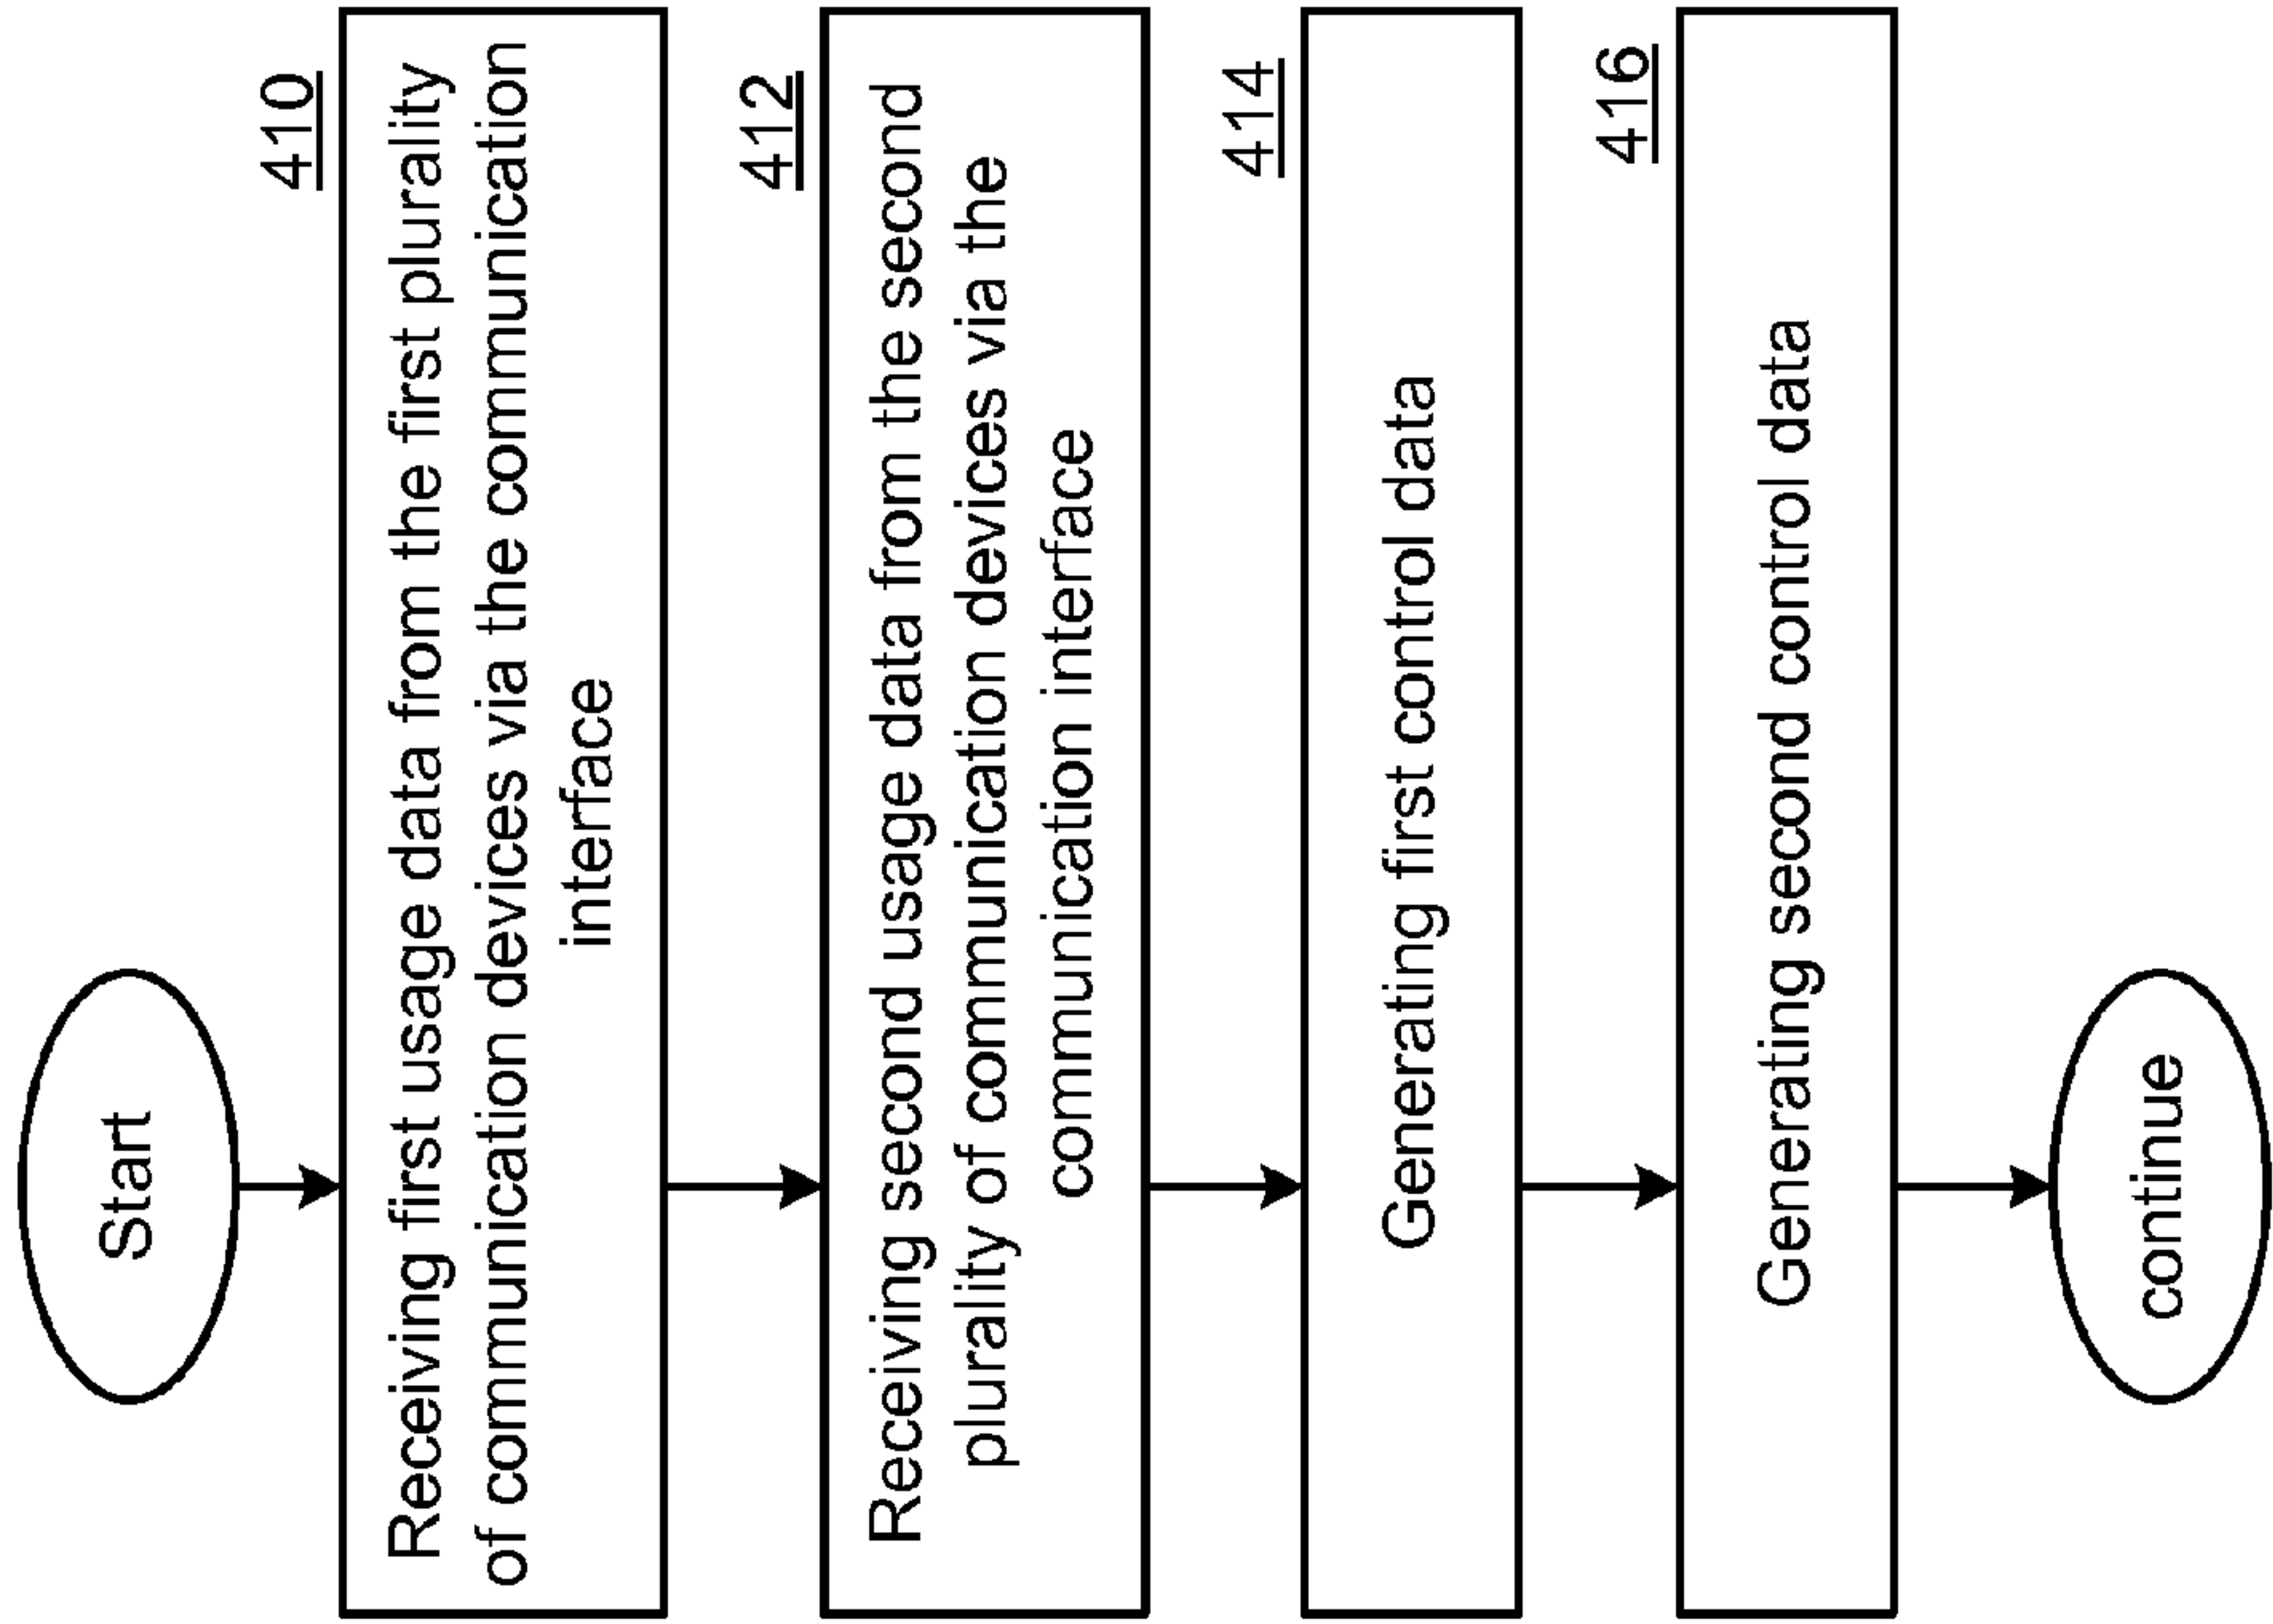 Start
410
Receiving first usage data from the first plurality
of communication devices via the communication
interface
412
Receiving second usage data from the second
plurality of communication devices via the
communication interface
414
Generating first control data
416
Generating second control data
continue